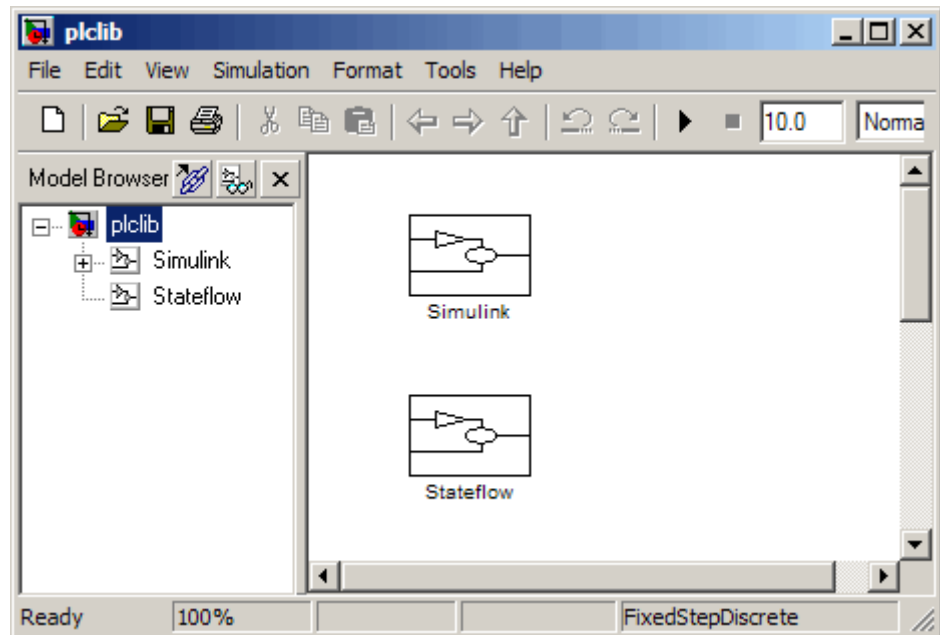 plclib
File Edit View Simulation Format Tools Help
10.0 Norma
Model Browser
plclib
Simulink
Stateflow
Simulink
Stateflow
Ready 100% FixedStepDiscrete